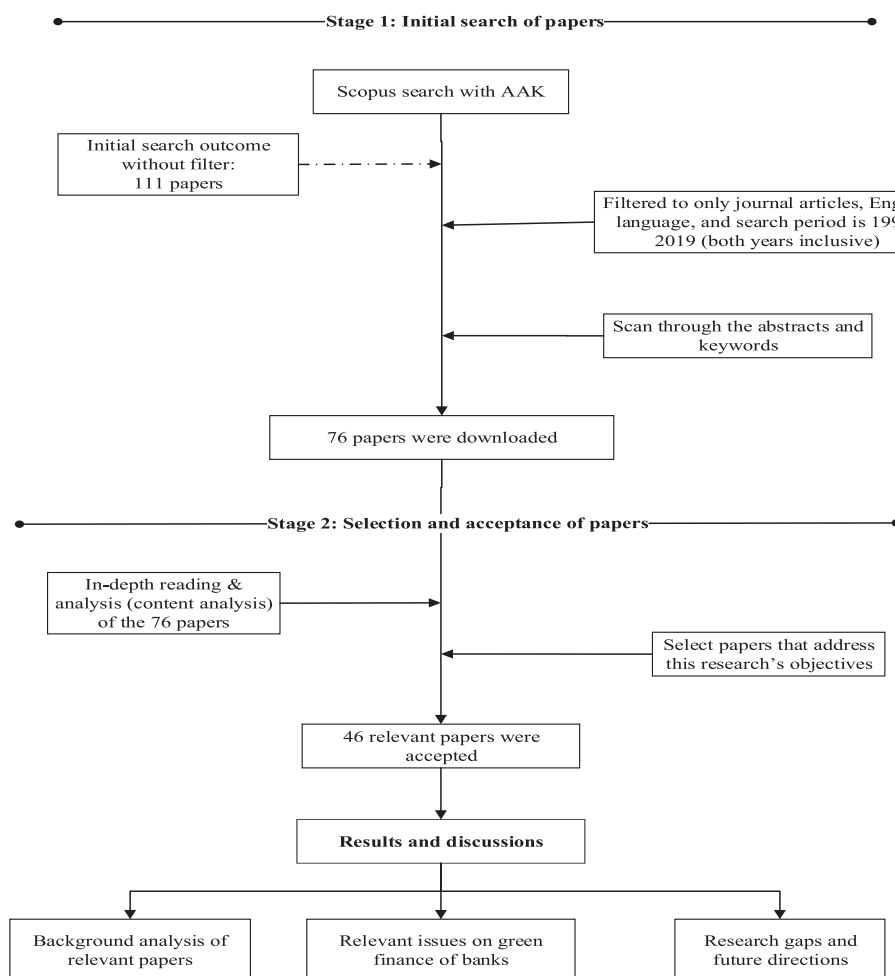 Stage 1: Initial search of papers
Scopus search with AAK
Initial search outcome
without filter:
111 papers
Filtered to only journal articles,
language, and search period is
2019 (both years inclusive)
Scan through the abstracts and
keywords
76 papers were downloaded
Stage 2: Selection and acceptance of papers
In-depth reading &
analysis (content analysis)
of the 76 papers
Select papers that address
this research's objectives
46 relevant papers were
accepted
Results and discussions
Background analysis of
relevant papers
Relevant issues on green
finance of banks
Research gaps and
future directions